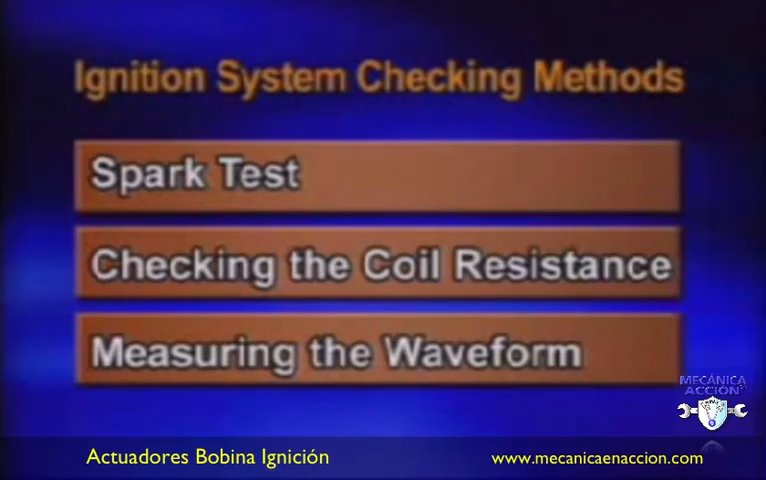 Ignition System Checking Methods
Spark Test
Checking the Coil Resistance
Measuring the Waveform
MECÁNICA
ACCIÓN
Actuadores Bobina Ignición
www.mecanicaenaccion.com